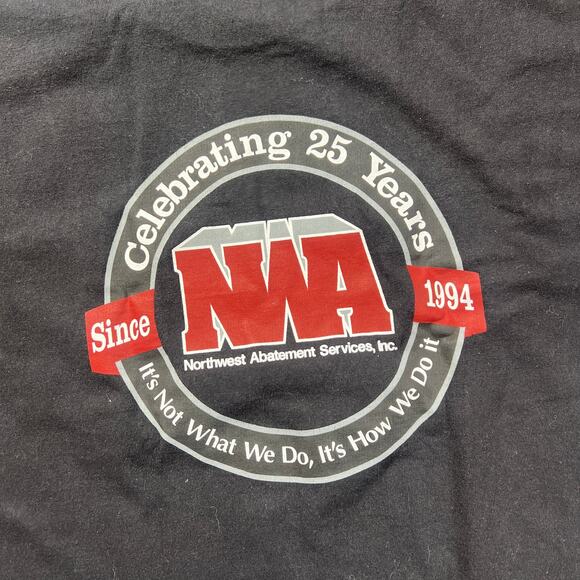 Celebrating 25 Years
Since 1994
NWA
Northwest Abatement Services, Inc.
It's Not What We Do, It's How We Do it